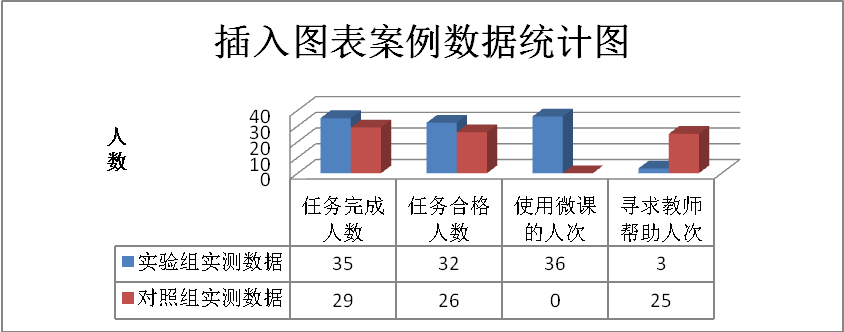 插入图表案例数据统计图
人
数
40
30
20
10
0
任务完成 任务合格 使用微课 寻求教师
人数 人数 的人次 帮助人次
实验组实测数据 35 32 36 3
对照组实测数据 29 26 0 25